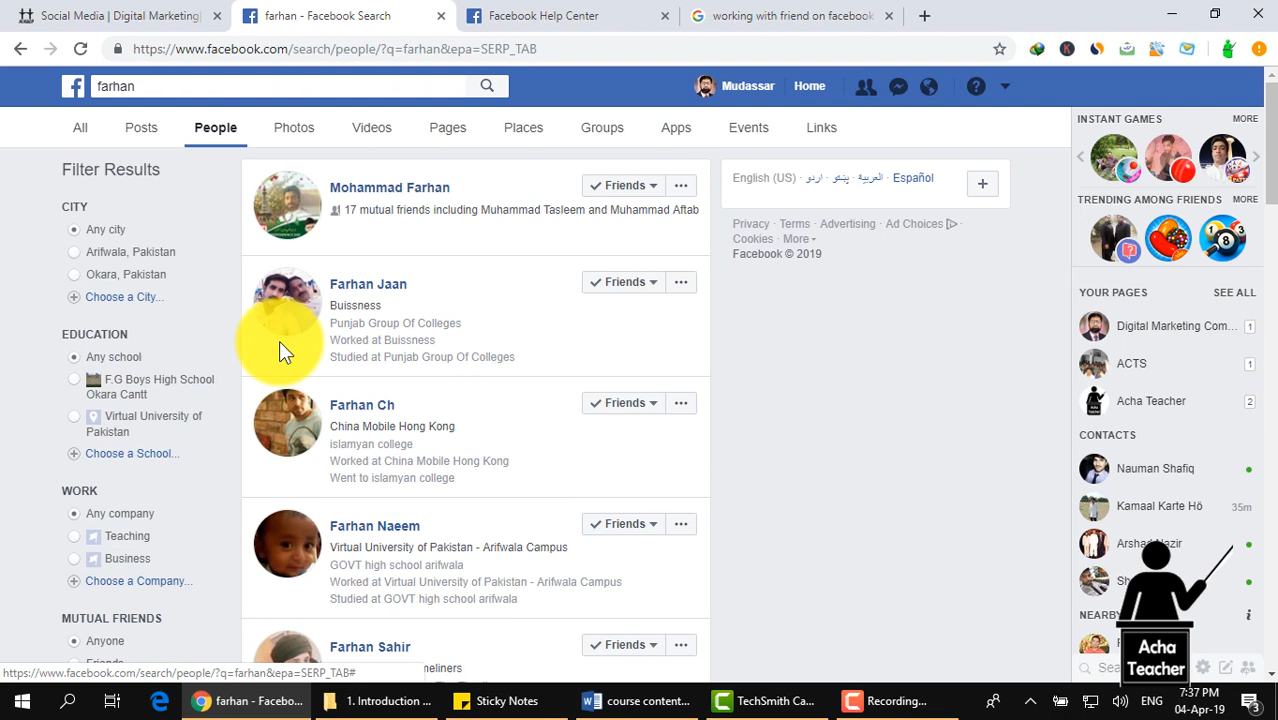 Social Media | Digital Marketing|
farhan - Facebook Search
Facebook Help Center
working with friend on facebook
https://www.facebook.com/search/people/?q=farhan&epa=SERP_TAB
farhan
Mudassar
Home
All
Posts
People
Photos
Videos
Pages
Places
Groups
Apps
Events
Links
Filter Results
CITY
Any city
Arifwala, Pakistan
Okara, Pakistan
Choose a City...
EDUCATION
Any school
F.G Boys High School
Okara Cantt
Virtual University of
Pakistan
Choose a School...
WORK
Any company
Teaching
Business
Choose a Company...
MUTUAL FRIENDS
Anyone
Mohammad Farhan
Friends
17 mutual friends including Muhammad Tasleem and Muhammad Aftab
Farhan Jaan
Friends
Buissness
Punjab Group Of Colleges
Worked at Buissness
Studied at Punjab Group Of Colleges
Farhan Ch
Friends
China Mobile Hong Kong
islamyan college
Worked at China Mobile Hong Kong
Went to islamyan college
Farhan Naeem
Friends
Virtual University of Pakistan - Arifwala Campus
GOVT high school arifwala
Worked at Virtual University of Pakistan - Arifwala Campus
Studied at GOVT high school arifwala
Farhan Sahir
Friends
English (US) · اردو · پښتو · العربية · Español
Privacy · Terms · Advertising · Ad Choices ·
Cookies · More
Facebook © 2019
INSTANT GAMES
MORE
TRENDING AMONG FRIENDS
MORE
YOUR PAGES
SEE ALL
Digital Marketing Com...
1
ACTS
1
Acha Teacher
2
CONTACTS
Nauman Shafiq
Kamaal Karte Hö
35m
Arshad Nazir
Acha
Teacher
https://www.facebook.com/search/people/?q=farhan&epa=SERP_TAB#
farhan - Facebo...
1. Introduction ...
Sticky Notes
course content...
TechSmith Ca...
Recording...
ENG
7:37 PM
04-Apr-19
3